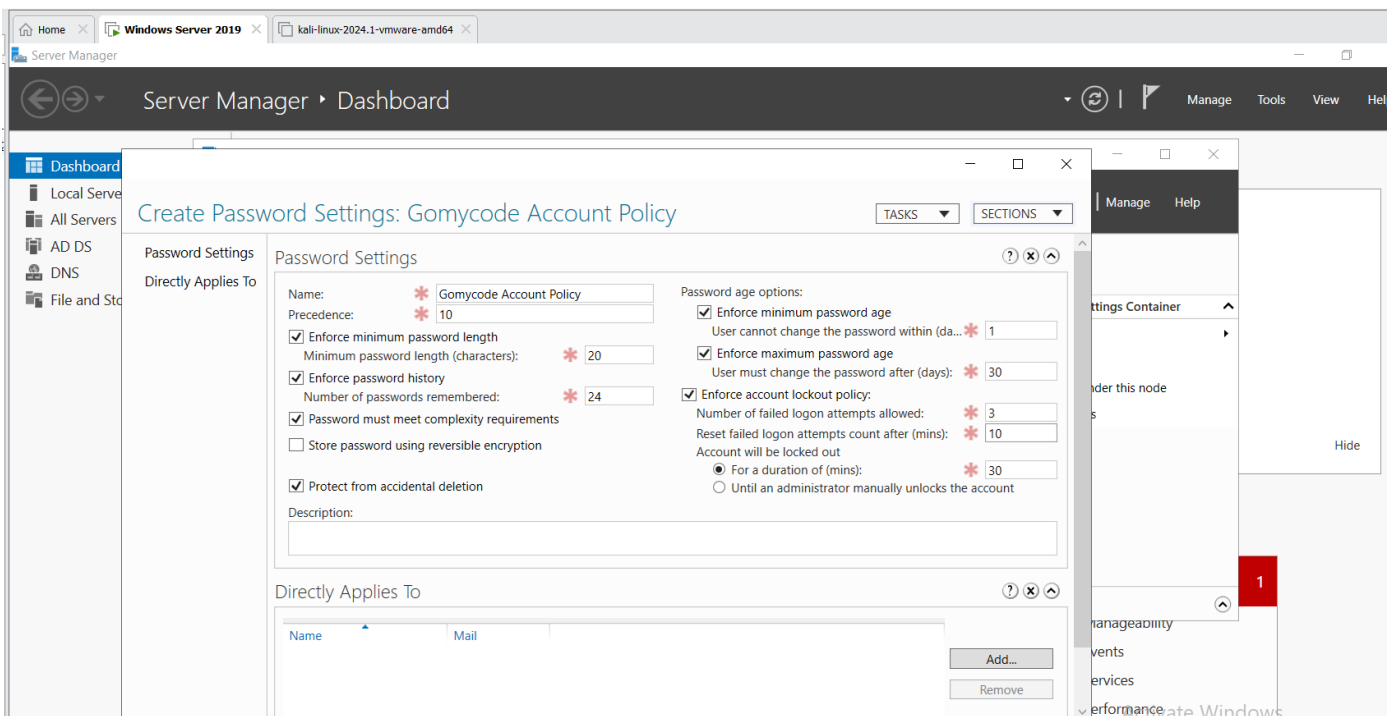 Home
Windows Server 2019
kali-linux-2024.1-vmware-amd64
Server Manager
Server Manager • Dashboard
Manage Tools View Hel
Dashboard
Local Serve
All Servers
AD DS
DNS
File and Sto
Create Password Settings: Gomycode Account Policy
TASKS
SECTIONS
Manage Help
Password Settings
Directly Applies To
Password Settings
Name: * Gomycode Account Policy
Precedence: * 10
Enforce minimum password length
Minimum password length (characters): * 20
Enforce password history
Number of passwords remembered: * 24
Password must meet complexity requirements
Store password using reversible encryption
Protect from accidental deletion
Description:
Password age options:
Enforce minimum password age
User cannot change the password within (da... * 1
Enforce maximum password age
User must change the password after (days): * 30
Enforce account lockout policy:
Number of failed logon attempts allowed: * 3
Reset failed logon attempts count after (mins): * 10
Account will be locked out
For a duration of (mins): * 30
Until an administrator manually unlocks the account
ttings Container
nder this node
s
Hide
Directly Applies To
Name Mail
Add...
Remove
1
Manageability
vents
ervices
erformance
Activate Windows